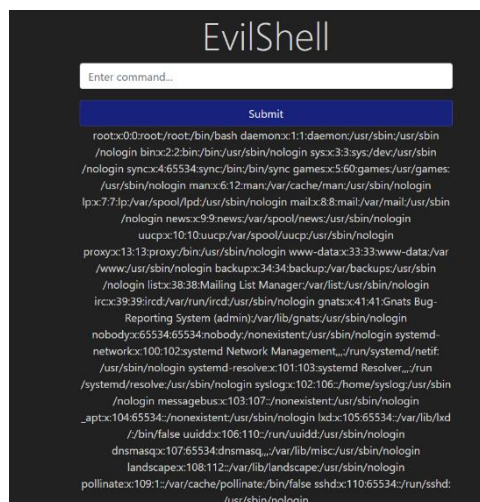 EvilShell
Enter command...
Submit
root:x:0:0:root:/root:/bin/bash daemon:x:1:1:daemon:/usr/sbin:/usr/sbin
/nologin bin:x:2:2:bin:/bin:/usr/sbin/nologin sys:x:3:3:sys:/dev:/usr/sbin
/nologin sync:x:4:65534:sync:/bin:/bin/sync games:x:5:60:games:/usr/games:
/usr/sbin/nologin man:x:6:12:man:/var/cache/man:/usr/sbin/nologin
lp:x:7:7:lp:/var/spool/lpd:/usr/sbin/nologin mail:x:8:8:mail:/var/mail:/usr/sbin
/nologin news:x:9:9:news:/var/spool/news:/usr/sbin/nologin
uucp:x:10:10:uucp:/var/spool/uucp:/usr/sbin/nologin
proxy:x:13:13:proxy:/bin:/usr/sbin/nologin www-data:x:33:33:www-data:/var
/www:/usr/sbin/nologin backup:x:34:34:backup:/var/backups:/usr/sbin
/nologin list:x:38:38:Mailing List Manager:/var/list:/usr/sbin/nologin
irc:x:39:39:ircd:/var/run/ircd:/usr/sbin/nologin gnats:x:41:41:Gnats Bug-
Reporting System (admin):/var/lib/gnats:/usr/sbin/nologin
nobody:x:65534:65534:nobody:/nonexistent:/usr/sbin/nologin systemd-
network:x:100:102:systemd Network Management,,,:/run/systemd/netif:
/usr/sbin/nologin systemd-resolve:x:101:103:systemd Resolver,,,:/run
/systemd/resolve:/usr/sbin/nologin syslog:x:102:106::/home/syslog:/usr/sbin
/nologin messagebus:x:103:107::/nonexistent:/usr/sbin/nologin
_apt:x:104:65534::/nonexistent:/usr/sbin/nologin lxd:x:105:65534::/var/lib/lxd
/:/bin/false uuidd:x:106:110::/run/uuidd:/usr/sbin/nologin
dnsmasq:x:107:65534:dnsmasq,,,:/var/lib/misc:/usr/sbin/nologin
landscape:x:108:112::/var/lib/landscape:/usr/sbin/nologin
pollinate:x:109:1::/var/cache/pollinate:/bin/false sshd:x:110:65534::/run/sshd:
/usr/sbin/nologin